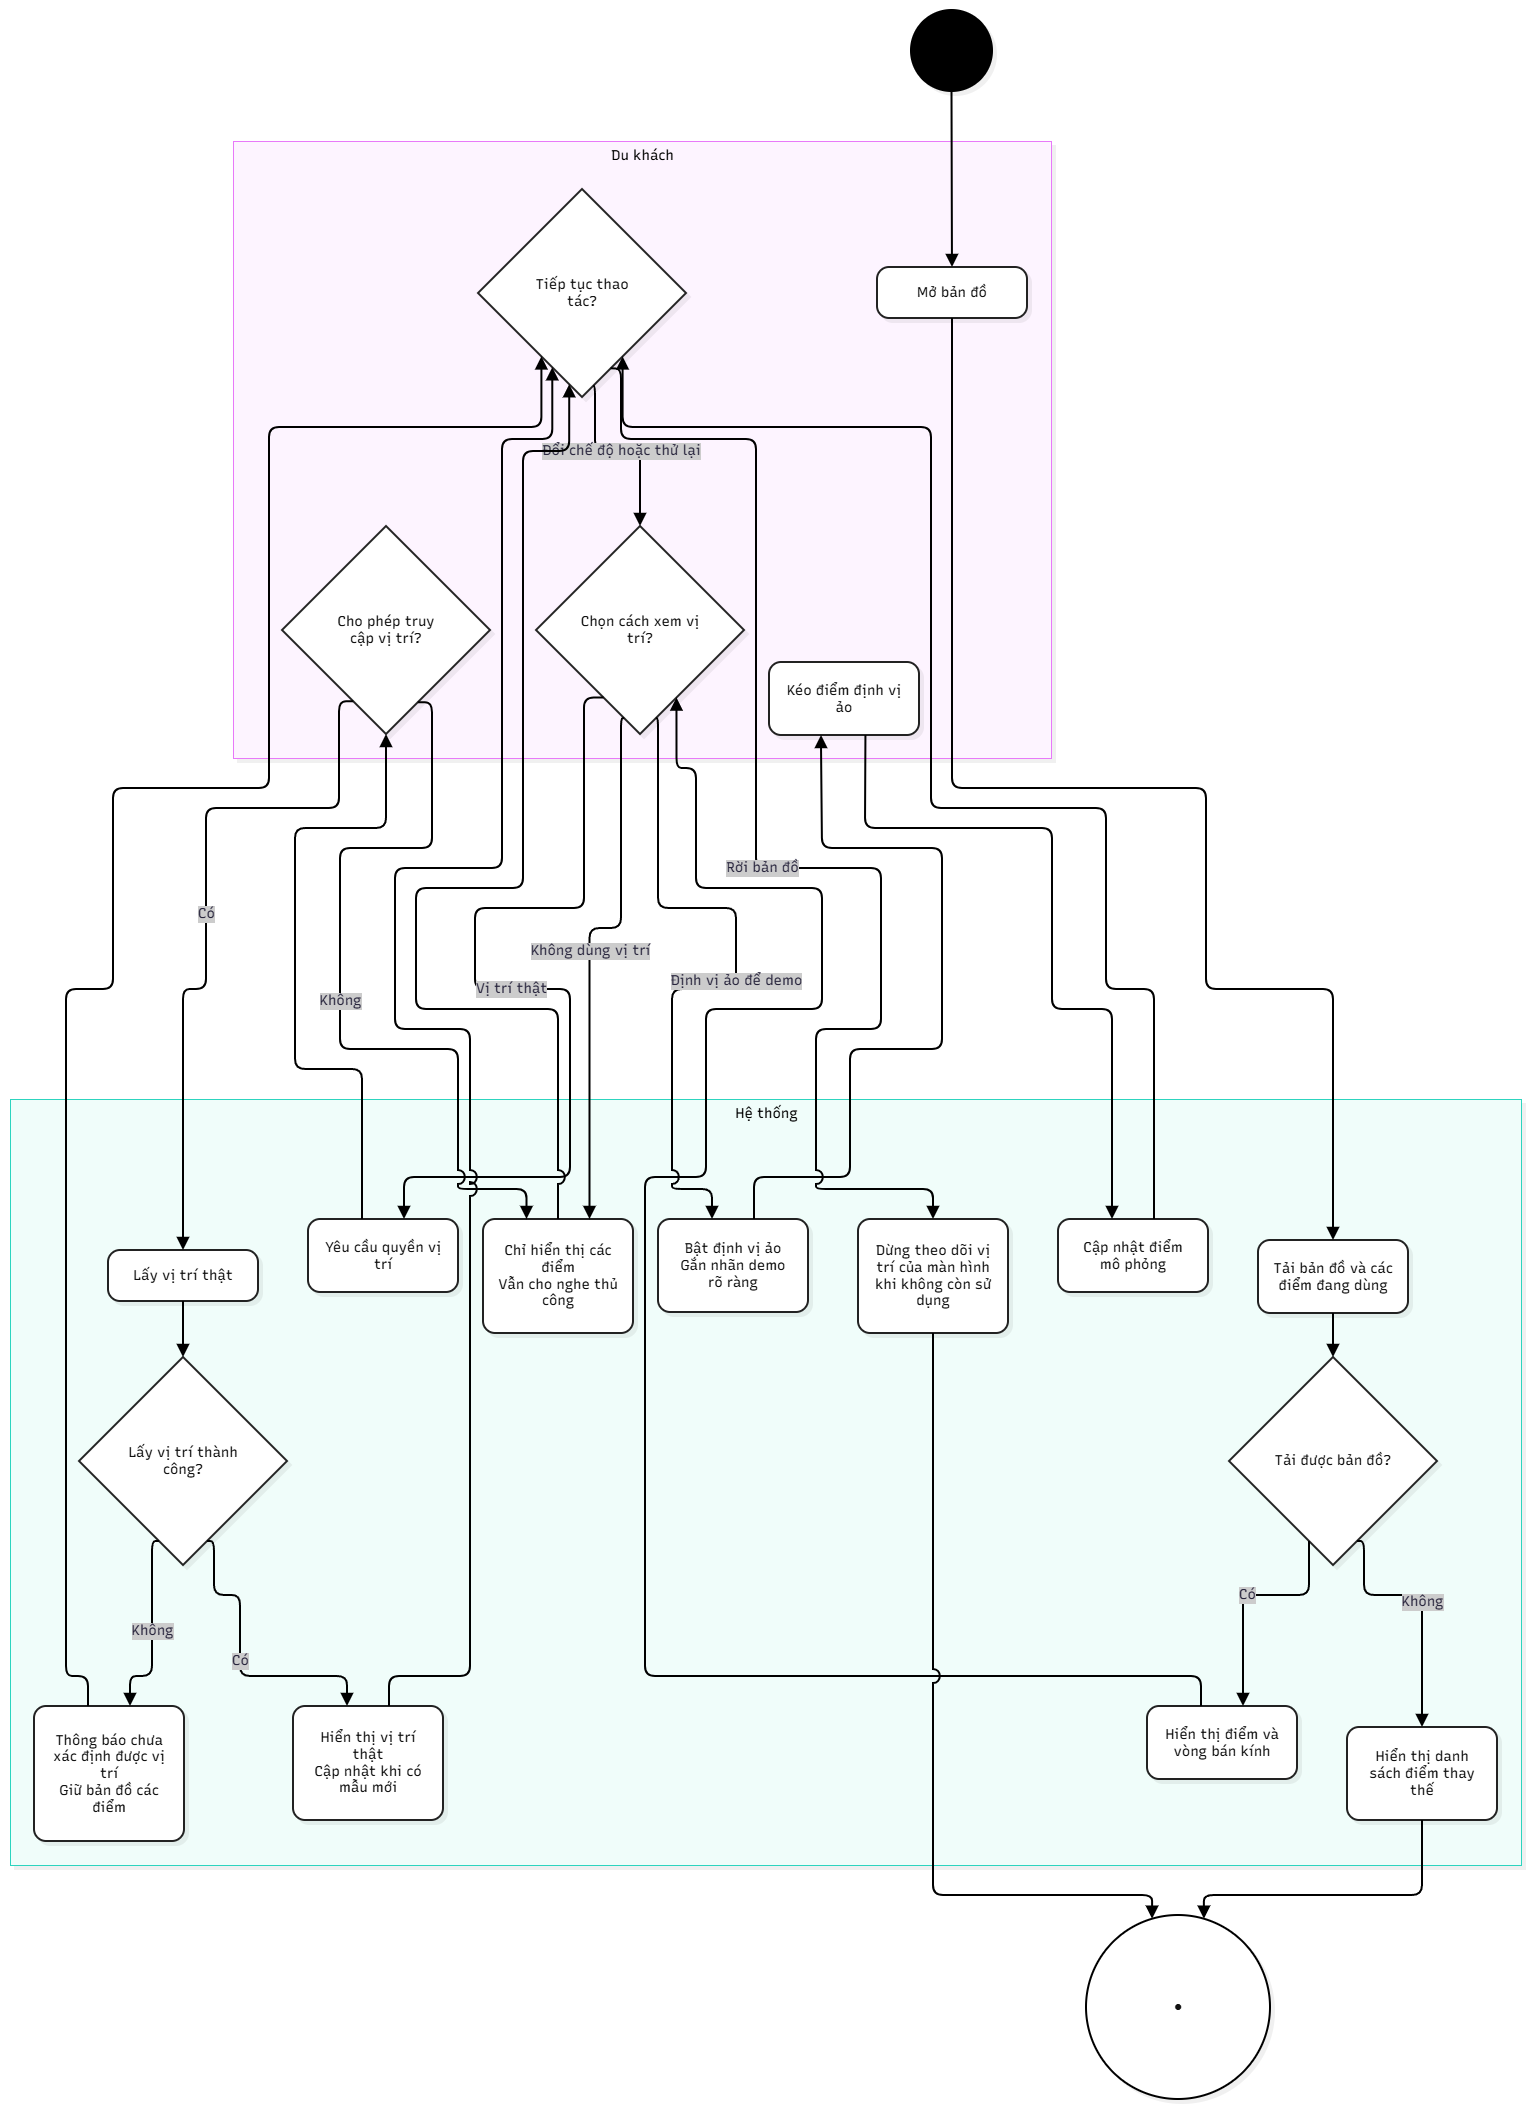 Du khách
Tiếp tục thao
tác?
Mở bản đồ
Đổi chế độ hoặc thử lại
Cho phép truy
cập vị trí?
Chọn cách xem vị
trí?
Kéo điểm định vị
ảo
Rời bản đồ
Có
Không dùng vị trí
Vị trí thật
Định vị ảo để demo
Không
Hệ thống
Lấy vị trí thật
Yêu cầu quyền vị
trí
Chỉ hiển thị các
điểm
Vẫn cho nghe thủ
công
Bật định vị ảo
Gắn nhãn demo
rõ ràng
Dừng theo dõi vị
trí của màn hình
khi không còn sử
dụng
Cập nhật điểm
mô phỏng
Tải bản đồ và các
điểm đang dùng
Lấy vị trí thành
công?
Tải được bản đồ?
Không
Có
Có
Không
Thông báo chưa
xác định được vị
trí
Giữ bản đồ các
điểm
Hiển thị vị trí
thật
Cập nhật khi có
mẫu mới
Hiển thị điểm và
vòng bán kính
Hiển thị danh
sách điểm thay
thế